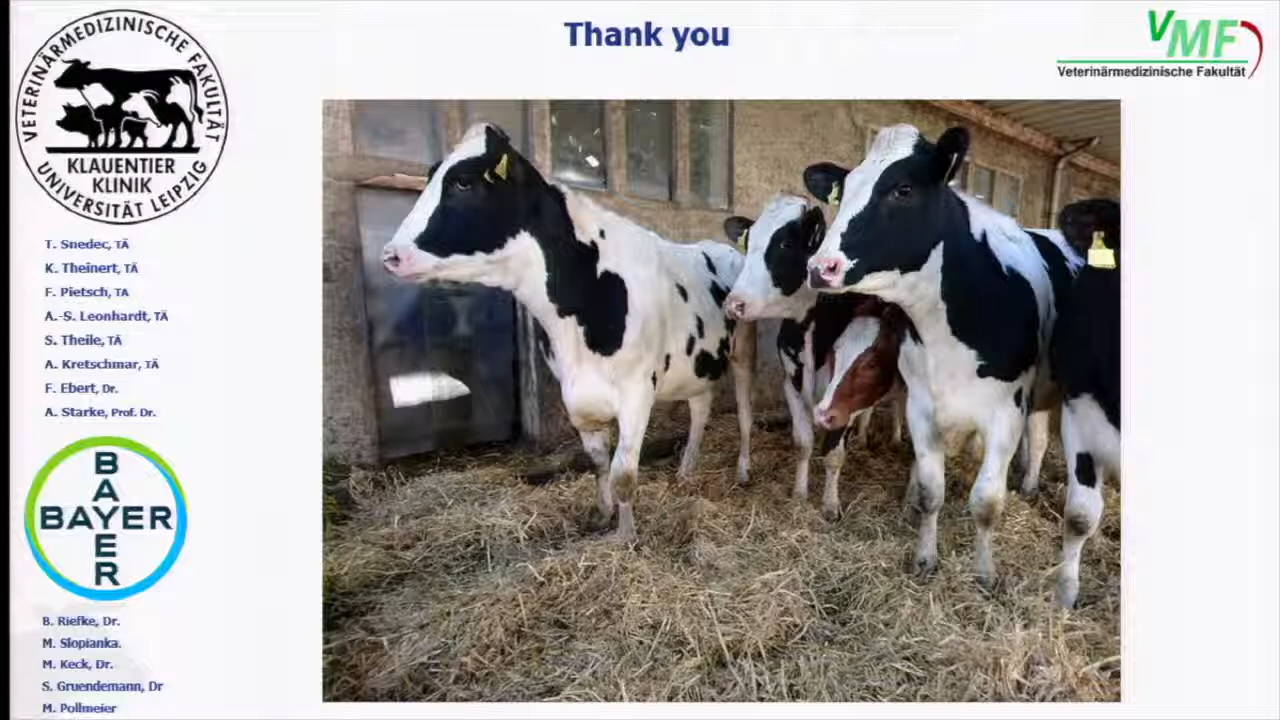 Thank you
VETERINÄRMEDIZINISCHE FAKULTÄT
KLAUENTIER
KLINIK
UNIVERSITÄT LEIPZIG
VMF
Veterinärmedizinische Fakultät
T. Snedec, TÄ
K. Theinert, TÄ
F. Pietsch, TA
A.-S. Leonhardt, TÄ
S. Theile, TÄ
A. Kretschmar, TÄ
F. Ebert, Dr.
A. Starke, Prof. Dr.
BAYER
BAYER
B. Riefke, Dr.
M. Slopianka.
M. Keck, Dr.
S. Gruendemann, Dr
M. Pollmeier